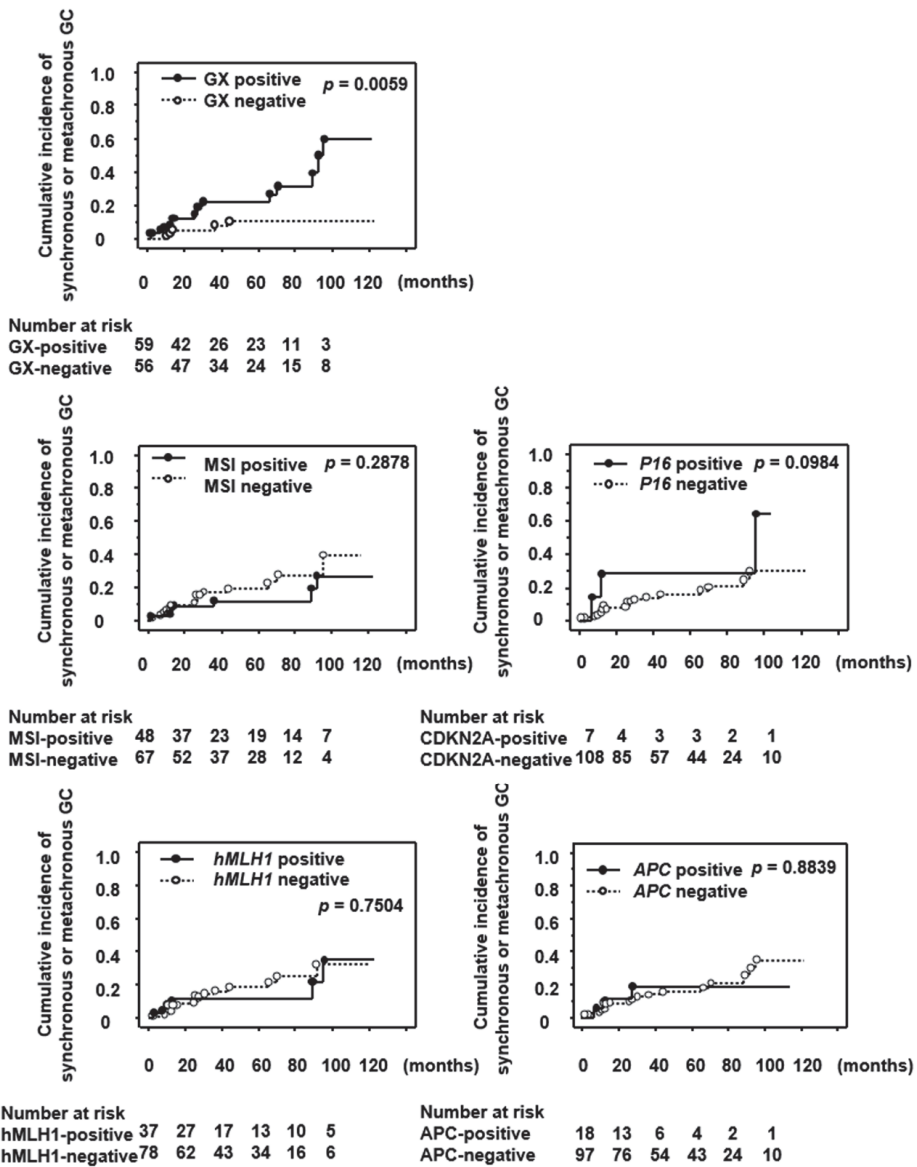 Cumulative incidence of
synchronous or metachronous GC
1.0
0.8
0.6
0.4
0.2
0
GX positive
GX negative
p = 0.0059
0 20 40 60 80 100 120 (months)
Number at risk
GX-positive 59 42 26 23 11 3
GX-negative 56 47 34 24 15 8
Cumulative incidence of
synchronous or metachronous GC
1.0
0.8
0.6
0.4
0.2
0
MSI positive
MSI negative
p = 0.2878
0 20 40 60 80 100 120 (months)
Number at risk
MSI-positive 48 37 23 19 14 7
MSI-negative 67 52 37 28 12 4
Cumulative incidence of
synchronous or metachronous GC
1.0
0.8
0.6
0.4
0.2
0
P16 positive
P16 negative
p = 0.0984
0 20 40 60 80 100 120 (months)
Number at risk
CDKN2A-positive 7 4 3 3 2 1
CDKN2A-negative 108 85 57 44 24 10
Cumulative incidence of
synchronous or metachronous GC
1.0
0.8
0.6
0.4
0.2
0
hMLH1 positive
hMLH1 negative
p = 0.7504
0 20 40 60 80 100 120 (months)
Number at risk
hMLH1-positive 37 27 17 13 10 5
hMLH1-negative 78 62 43 34 16 6
Cumulative incidence of
synchronous or metachronous GC
1.0
0.8
0.6
0.4
0.2
0
APC positive
APC negative
p = 0.8839
0 20 40 60 80 100 120 (months)
Number at risk
APC-positive 18 13 6 4 2 1
APC-negative 97 76 54 43 24 10